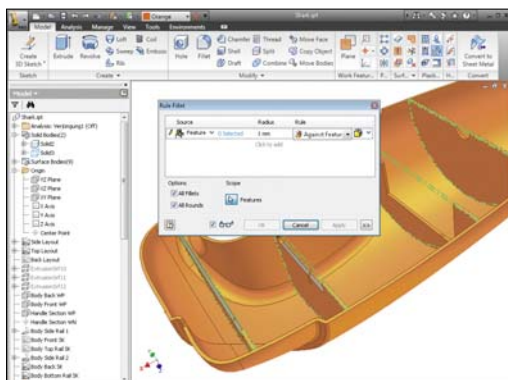 Orange
Shark.ipt
Model Analysis Manage View Tools Environments
Create 2D Sketch
Extrude
Revolve
Loft
Sweep
Rib
Coil
Emboss
Hole
Fillet
Chamfer
Shell
Draft
Thread
Split
Combine
Move Face
Copy Object
Move Bodies
Plane
Convert to Sheet Metal
Sketch
Create
Modify
Work Featur...
P...
Surf...
Plasti...
H...
Convert
Model
Shark.ipt
Solid Bodies(2)
Solid2
Solid3
Surface Bodies(9)
Origin
YZ Plane
XZ Plane
XY Plane
X Axis
Y Axis
Z Axis
Center Point
Side Layout
Top Layout
Back Layout
Body Back WP
Body Front WP
Handle Section WP
Handle Section WN
Body Side Rail 1
Body Front SK
Body Top Rail SK
Body Side Rail 2
Body Back SK
Body Bottom Rail SK
Rule Fillet
Source
Radius
Rule
Feature
0 Selected
1 mm
Against Featur
Click to add
Options
Scope
All Fillets
All Rounds
Features
OK
Cancel
Apply
>>